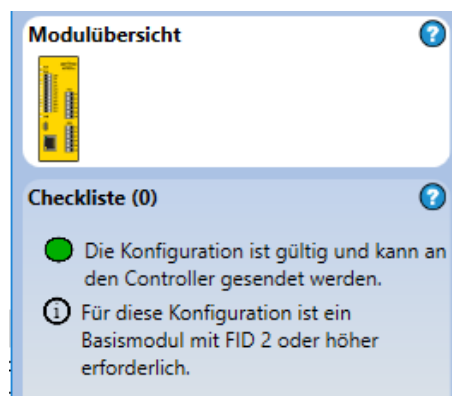 Modulübersicht
Checkliste (0)
Die Konfiguration ist gültig und kann an
den Controller gesendet werden.
Für diese Konfiguration ist ein
Basismodul mit FID 2 oder höher
erforderlich.